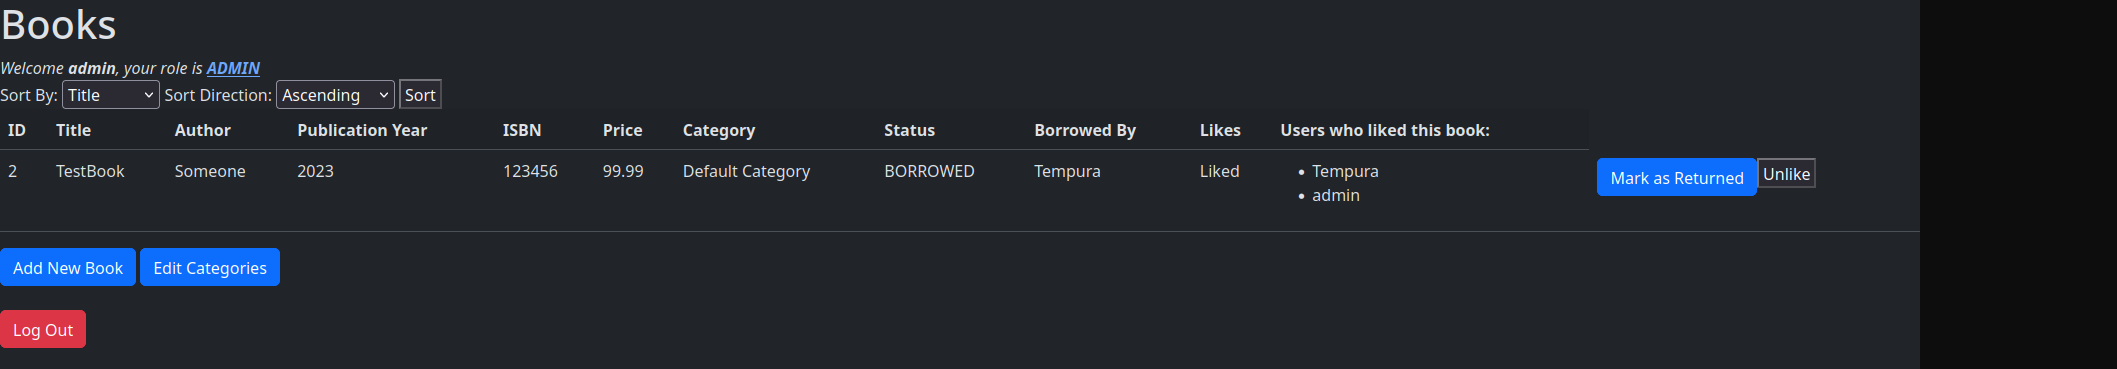 Books
Welcome admin, your role is ADMIN
Sort By: Title Sort Direction: Ascending Sort
ID Title Author Publication Year ISBN Price Category Status Borrowed By Likes Users who liked this book:
2 TestBook Someone 2023 123456 99.99 Default Category BORROWED Tempura Liked • Tempura Mark as Returned Unlike
• admin
Add New Book Edit Categories
Log Out